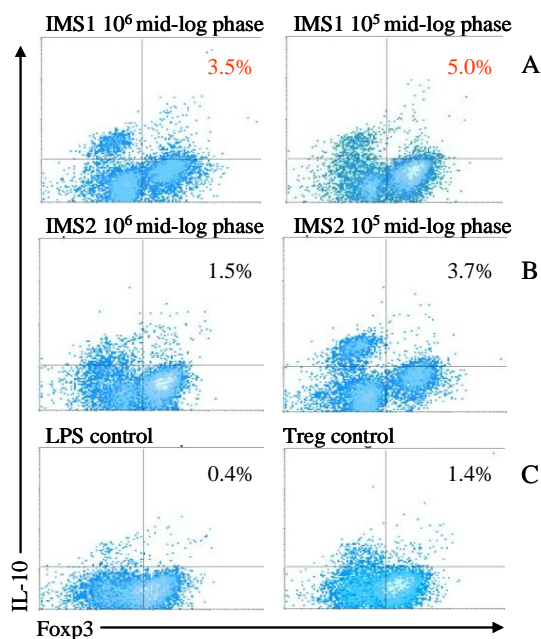 IMS1 10⁶ mid-log phase
IMS1 10⁵ mid-log phase
3.5%
5.0%
A
IMS2 10⁶ mid-log phase
IMS2 10⁵ mid-log phase
1.5%
3.7%
B
LPS control
Treg control
0.4%
1.4%
C
IL-10
Foxp3